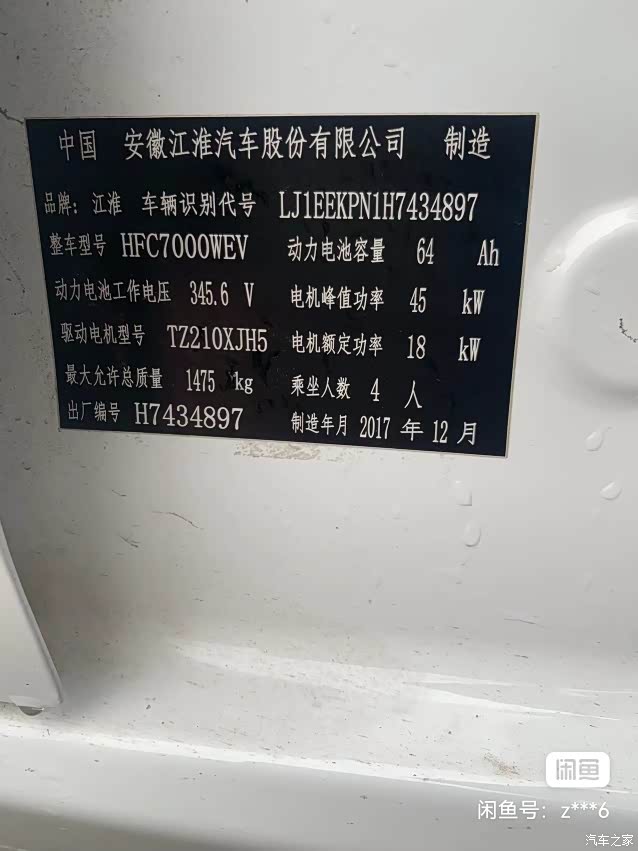 中国 安徽江淮汽车股份有限公司 制造
品牌：江淮 车辆识别代号 LJ1EEKPN1H7434897
整车型号 HFC7000WEV 动力电池容量 64 Ah
动力电池工作电压 345.6 V 电机峰值功率 45 kW
驱动电机型号 TZ210XJH5 电机额定功率 18 kW
最大允许总质量 1475 kg 乘坐人数 4 人
出厂编号 H7434897 制造年月 2017 年 12 月
闲鱼
闲鱼号：z***6
汽车之家